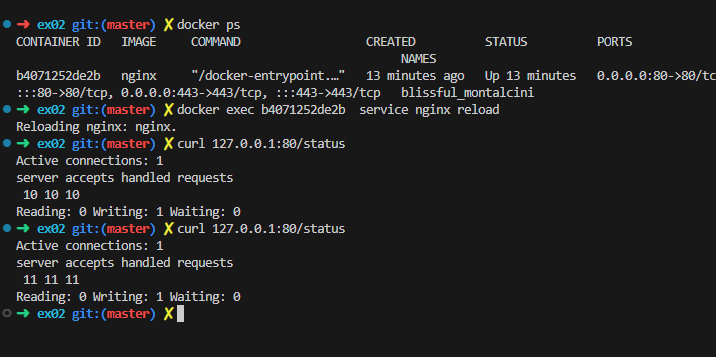 ➜ ex02 git:(master) ✗ docker ps
CONTAINER ID IMAGE COMMAND CREATED STATUS PORTS
NAMES
b4071252de2b nginx "/docker-entrypoint.…" 13 minutes ago Up 13 minutes 0.0.0.0:80->80/tc
:::80->80/tcp, 0.0.0.0:443->443/tcp, :::443->443/tcp blissful_montalcini
➜ ex02 git:(master) ✗ docker exec b4071252de2b service nginx reload
Reloading nginx: nginx.
➜ ex02 git:(master) ✗ curl 127.0.0.1:80/status
Active connections: 1
server accepts handled requests
10 10 10
Reading: 0 Writing: 1 Waiting: 0
➜ ex02 git:(master) ✗ curl 127.0.0.1:80/status
Active connections: 1
server accepts handled requests
11 11 11
Reading: 0 Writing: 1 Waiting: 0
➜ ex02 git:(master) ✗